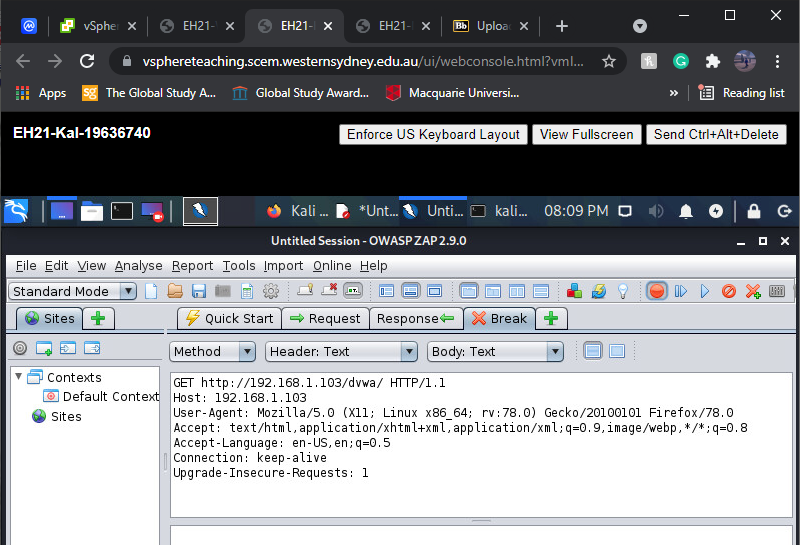 vSpher
EH21-
EH21-
EH21-
Bb Upload
vsphereteaching.scem.westernsydney.edu.au/ui/webconsole.html?vml...
Apps
SG The Global Study A...
Global Study Award...
Macquarie Universi...
»
Reading list
EH21-Kal-19636740
Enforce US Keyboard Layout
View Fullscreen
Send Ctrl+Alt+Delete
Kali ...
*Unt...
Unti...
kali...
08:09 PM
Untitled Session - OWASP ZAP 2.9.0
File Edit View Analyse Report Tools Import Online Help
Standard Mode
Sites
Quick Start
Request
Response
Break
Method
Header: Text
Body: Text
Contexts
Default Context
Sites
GET http://192.168.1.103/dvwa/ HTTP/1.1
Host: 192.168.1.103
User-Agent: Mozilla/5.0 (X11; Linux x86_64; rv:78.0) Gecko/20100101 Firefox/78.0
Accept: text/html,application/xhtml+xml,application/xml;q=0.9,image/webp,*/*;q=0.8
Accept-Language: en-US,en;q=0.5
Connection: keep-alive
Upgrade-Insecure-Requests: 1